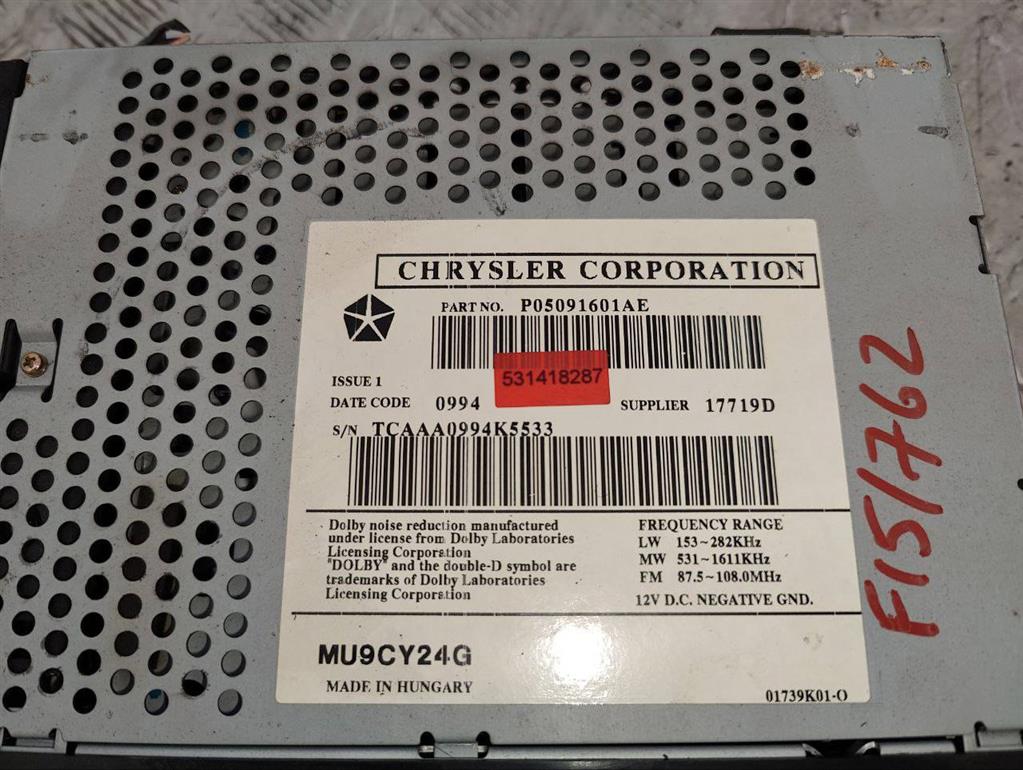 CHRYSLER CORPORATION
PART NO. P05091601AE
531418287
ISSUE 1
DATE CODE 0994 SUPPLIER 17719D
S/N TCAAA0994K5533
Dolby noise reduction manufactured
under license from Dolby Laboratories
Licensing Corporation
"DOLBY" and the double-D symbol are
trademarks of Dolby Laboratories
Licensing Corporation
FREQUENCY RANGE
LW 153~282KHz
MW 531~1611KHz
FM 87.5~108.0MHz
12V D.C. NEGATIVE GND.
MU9CY24G
MADE IN HUNGARY
01739K01-O
F15/762